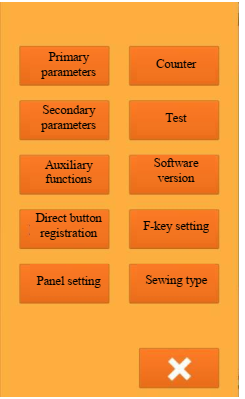 Primary
parameters
Counter
Secondary
parameters
Test
Auxiliary
functions
Software
version
Direct button
registration
F-key setting
Panel setting
Sewing type